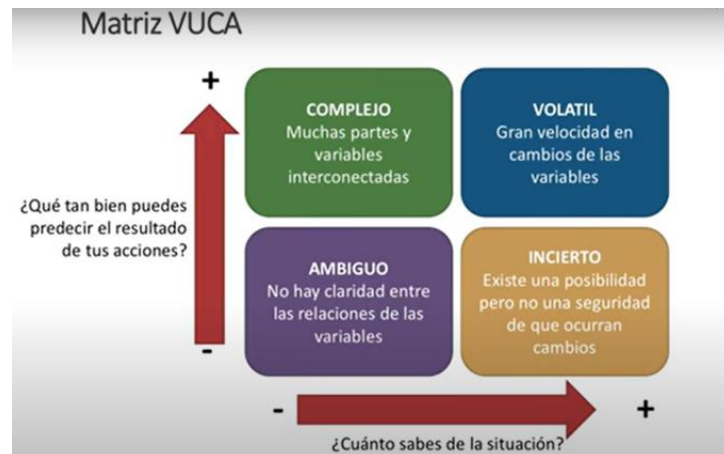 Matriz VUCA
+
COMPLEJO
Muchas partes y
variables
interconectadas
VOLATIL
Gran velocidad en
cambios de las
variables
¿Qué tan bien puedes
predecir el resultado
de tus acciones?
AMBIGUO
No hay claridad entre
las relaciones de las
variables
INCIERTO
Existe una posibilidad
pero no una seguridad
de que ocurran
cambios
-
-
+
¿Cuánto sabes de la situación?